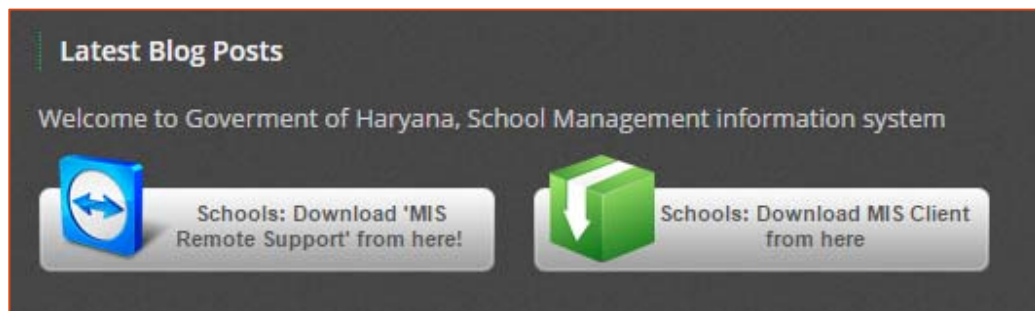 Latest Blog Posts
Welcome to Goverment of Haryana, School Management information system
Schools: Download 'MIS
Remote Support' from here!
Schools: Download MIS Client
from here